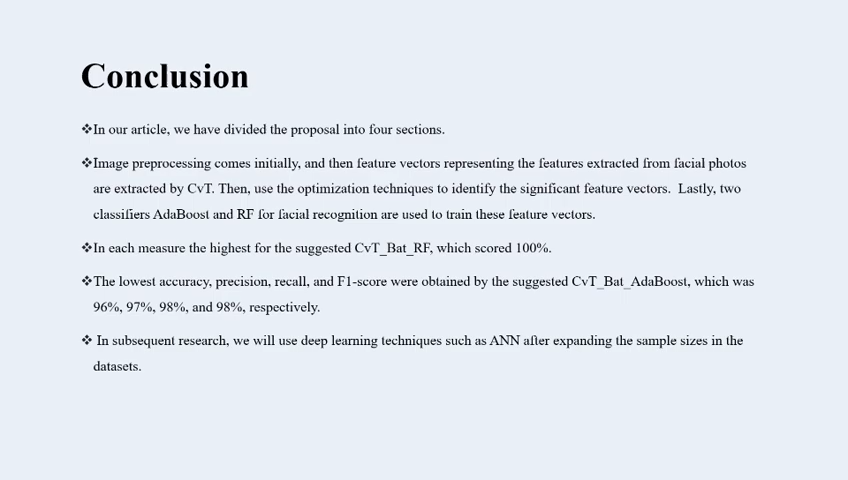 Conclusion
❖In our article, we have divided the proposal into four sections.
❖Image preprocessing comes initially, and then feature vectors representing the features extracted from facial photos
are extracted by CvT. Then, use the optimization techniques to identify the significant feature vectors.  Lastly, two
classifiers AdaBoost and RF for facial recognition are used to train these feature vectors.
❖In each measure the highest for the suggested CvT_Bat_RF, which scored 100%.
❖The lowest accuracy, precision, recall, and F1-score were obtained by the suggested CvT_Bat_AdaBoost, which was
96%, 97%, 98%, and 98%, respectively.
❖ In subsequent research, we will use deep learning techniques such as ANN after expanding the sample sizes in the
datasets.